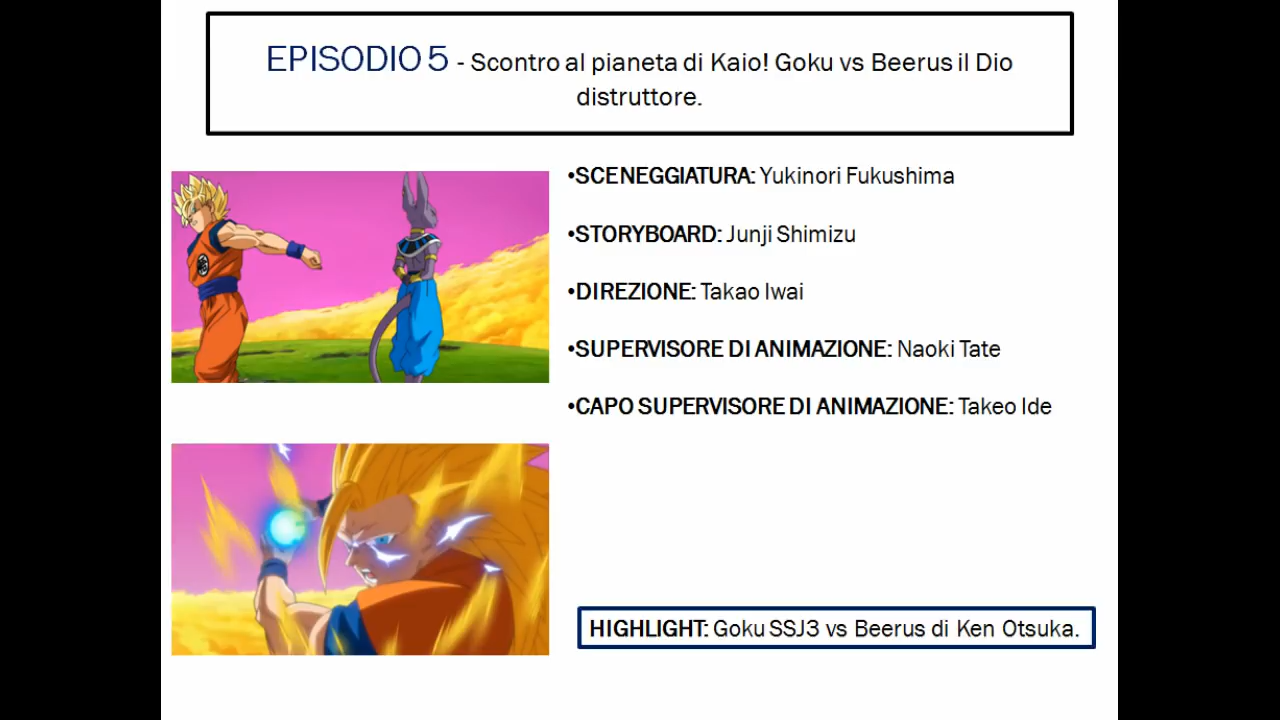 EPISODIO 5 - Scontro al pianeta di Kaio! Goku vs Beerus il Dio
distruttore.
•SCENEGGIATURA: Yukinori Fukushima
•STORYBOARD: Junji Shimizu
•DIREZIONE: Takao Iwai
•SUPERVISORE DI ANIMAZIONE: Naoki Tate
•CAPO SUPERVISORE DI ANIMAZIONE: Takeo Ide
HIGHLIGHT: Goku SSJ3 vs Beerus di Ken Otsuka.